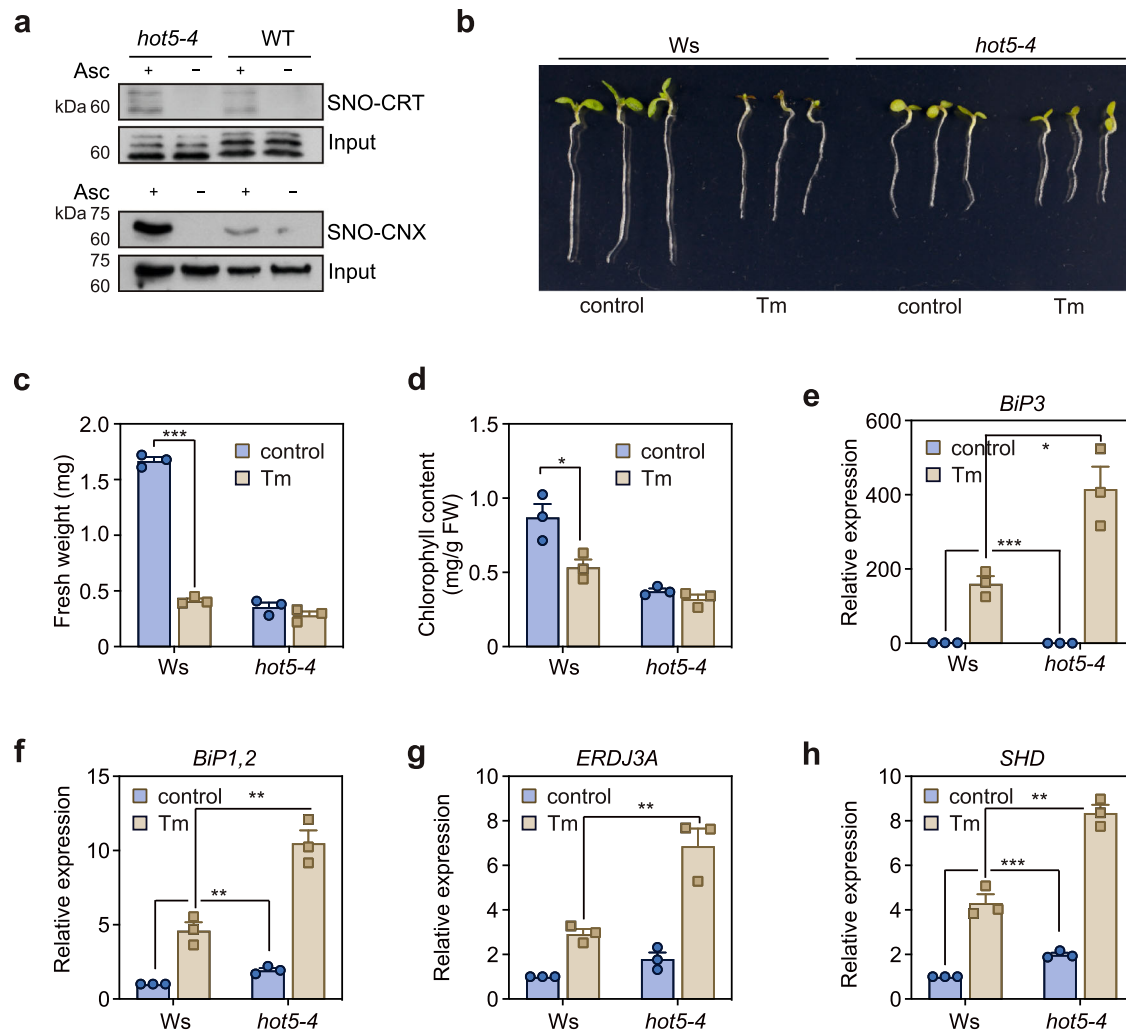 a
hot5-4 WT
Asc + − + −
kDa 60 SNO-CRT
60 Input
Asc + − + −
kDa 75
60 SNO-CNX
75 Input
60
b
Ws hot5-4
control Tm control Tm
c
Fresh weight (mg)
2.0
1.5
1.0
0.5
0
***
control
Tm
Ws hot5-4
d
Chlorophyll content
(mg/g FW)
1.5
1.0
0.5
0
*
control
Tm
Ws hot5-4
e
BiP3
Relative expression
600
400
200
0
control
Tm
*
***
Ws hot5-4
f
BiP1,2
Relative expression
15
10
5
0
control
Tm
**
**
Ws hot5-4
g
ERDJ3A
Relative expression
10
8
6
4
2
0
control
Tm
**
Ws hot5-4
h
SHD
Relative expression
10
8
6
4
2
0
control
Tm
**
***
Ws hot5-4